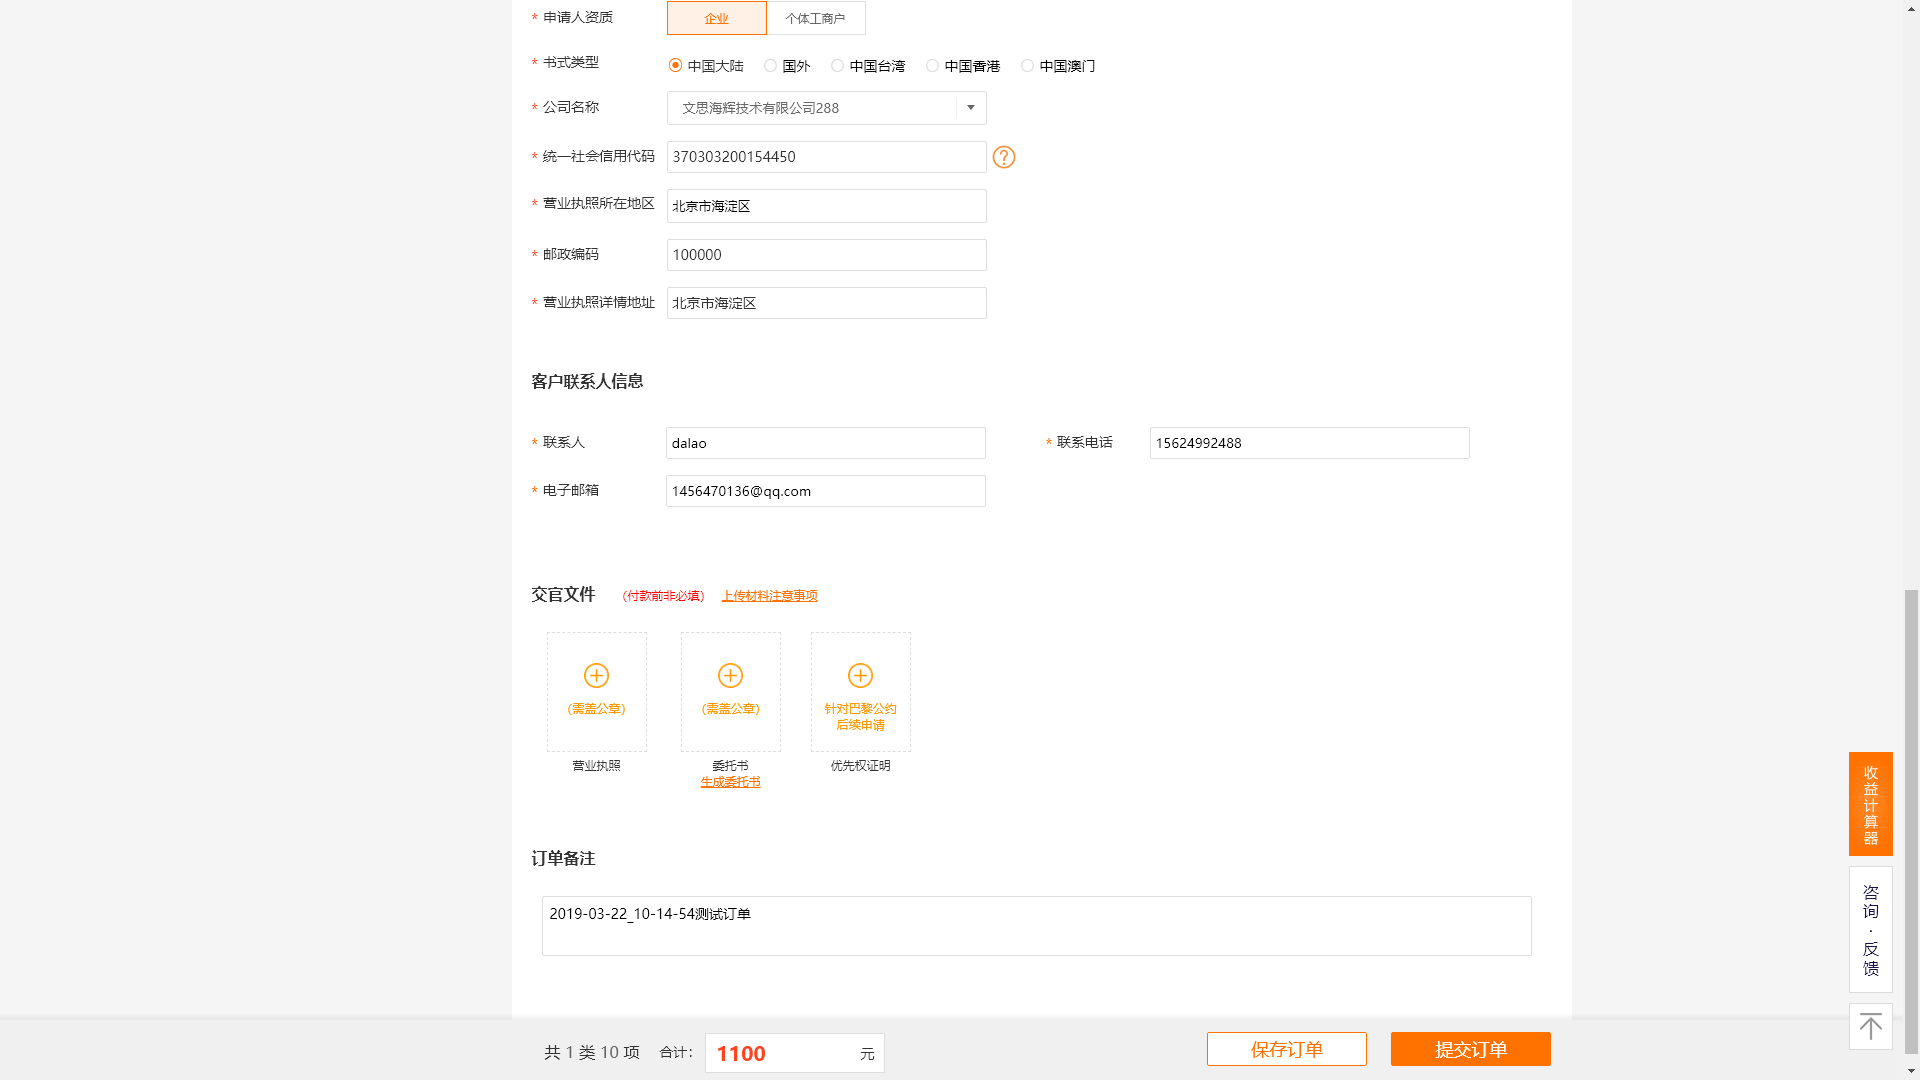 * 申请人资质 企业 个体工商户
* 书式类型 中国大陆 国外 中国台湾 中国香港 中国澳门
* 公司名称 文思海辉技术有限公司288
* 统一社会信用代码 370303200154450 ?
* 营业执照所在地区 北京市海淀区
* 邮政编码 100000
* 营业执照详情地址 北京市海淀区
客户联系人信息
* 联系人 dalao * 联系电话 15624992488
* 电子邮箱 1456470136@qq.com
交官文件 （付款前非必填） 上传材料注意事项
（需盖公章） （需盖公章） 针对巴黎公约
后续申请
营业执照 委托书 优先权证明
生成委托书
订单备注
2019-03-22_10-14-54测试订单
共 1 类 10 项 合计： 1100 元 保存订单 提交订单
收益计算器
咨询·反馈